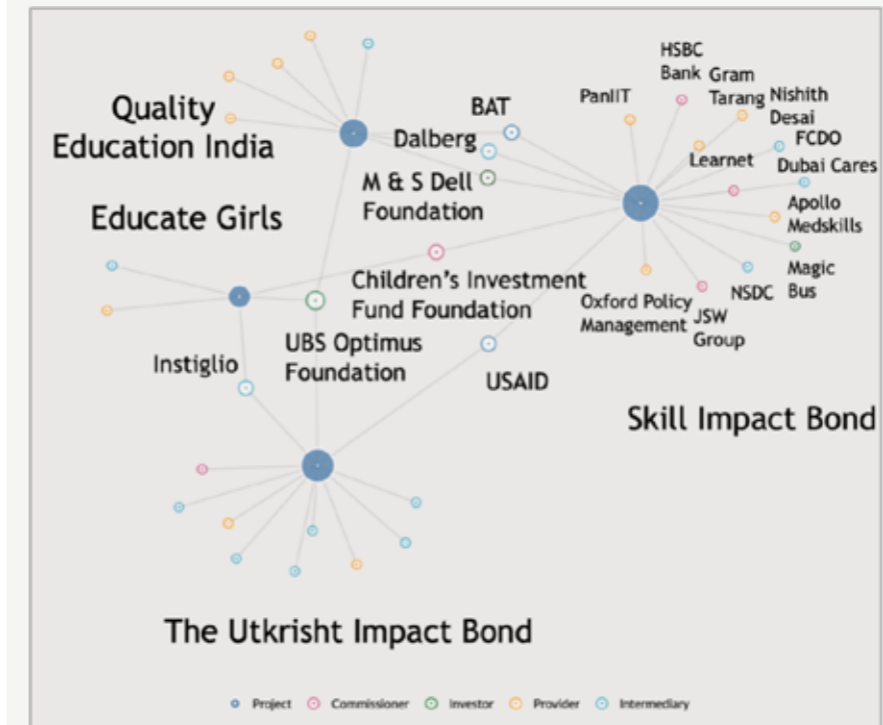 Quality
Education India
BAT
Dalberg
M & S Dell
Foundation
PanIIT
HSBC
Bank
Gram
Tarang
Nishith
Desai
Learnet
FCDO
Dubai Cares
Apollo
Medskills
Magic
Bus
NSDC
JSW
Group
Oxford Policy
Management
Educate Girls
Children's Investment
Fund Foundation
UBS Optimus
Foundation
Instiglio
USAID
Skill Impact Bond
The Utkrisht Impact Bond
Project Commissioner Investor Provider Intermediary